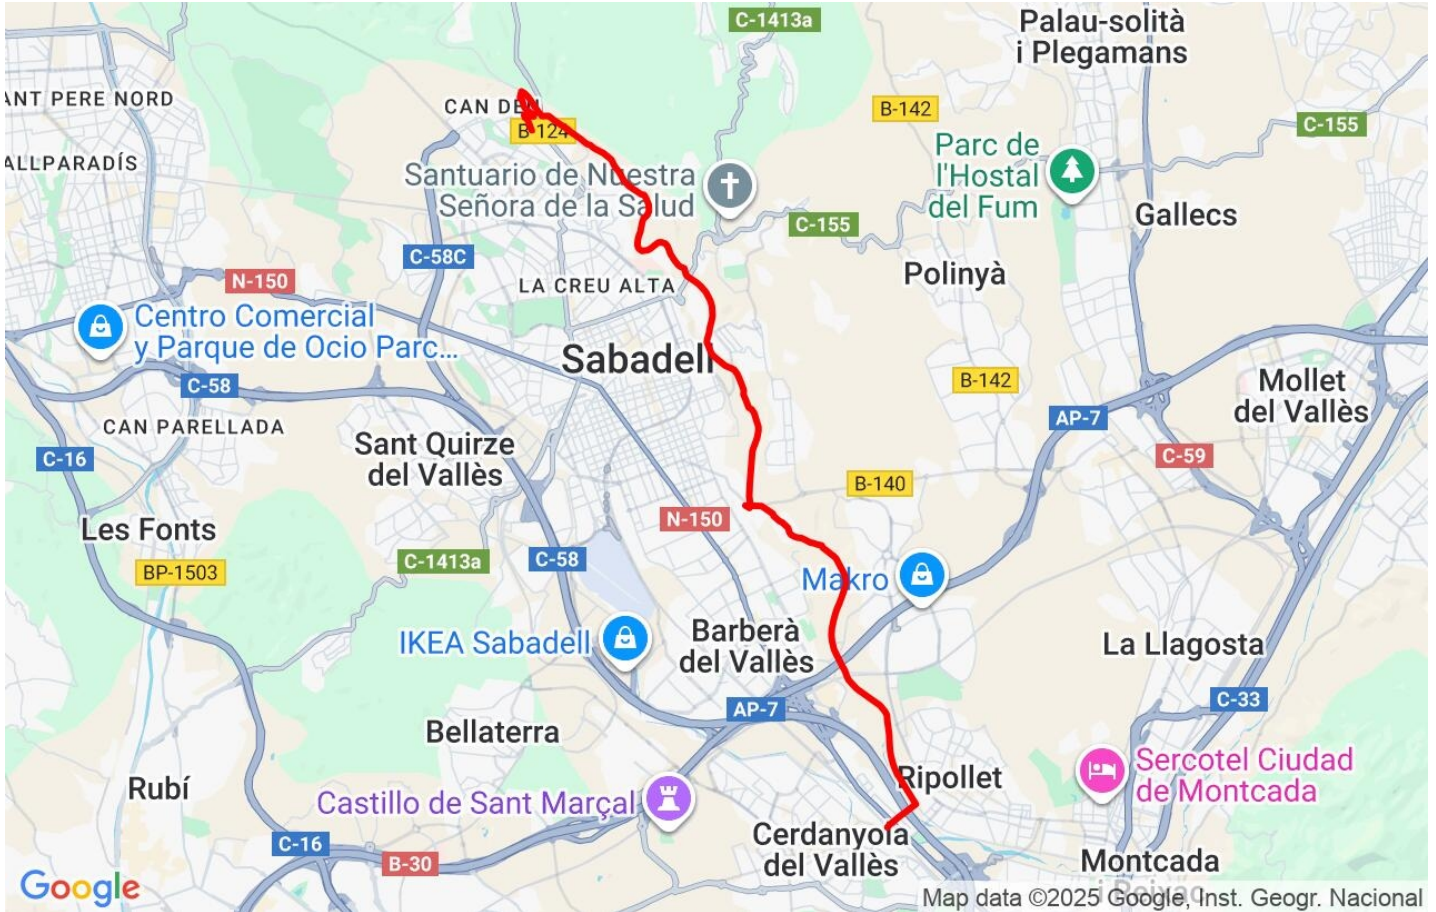 C-1413a
Palau-solità
i Plegamans
ANT PERE NORD
CAN DEU
B-124
B-142
C-155
ALLPARADÍS
Parc de
l'Hostal
del Fum
Santuario de Nuestra
Señora de la Salud
C-155
Gallecs
C-58C
N-150
LA CREU ALTA
Polinyà
Centro Comercial
y Parque de Ocio Parc...
Sabadell
C-58
B-142
Mollet
del Vallès
AP-7
CAN PARELLADA
C-16
Sant Quirze
del Vallès
C-59
B-140
Les Fonts
N-150
BP-1503
C-1413a
C-58
Makro
IKEA Sabadell
Barberà
del Vallès
La Llagosta
C-33
AP-7
Bellaterra
Rubí
Castillo de Sant Marçal
Ripollet
Sercotel Ciudad
de Montcada
C-16
B-30
Cerdanyola
del Vallès
Montcada
i Reixac
Google
Map data ©2025 Google, Inst. Geogr. Nacional